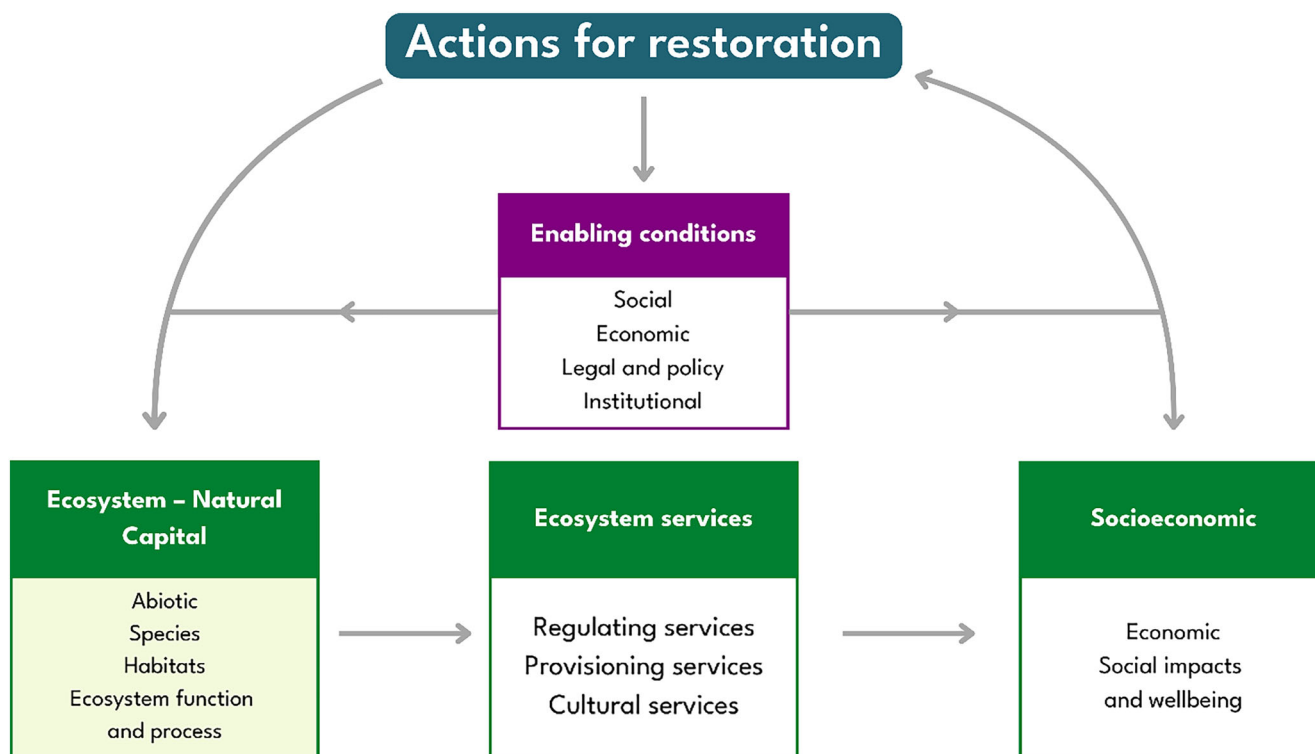 Actions for restoration
Enabling conditions
Social
Economic
Legal and policy
Institutional
Ecosystem – Natural
Capital
Abiotic
Species
Habitats
Ecosystem function
and process
Ecosystem services
Regulating services
Provisioning services
Cultural services
Socioeconomic
Economic
Social impacts
and wellbeing